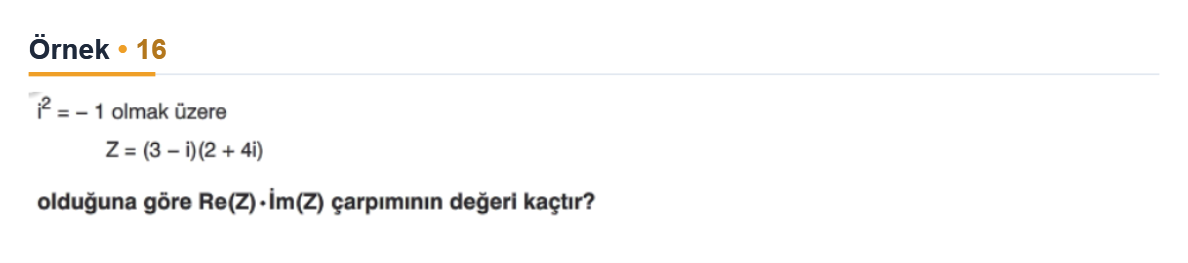 Örnek • 16
i² = – 1 olmak üzere
Z = (3 – i)(2 + 4i)
olduğuna göre Re(Z)·İm(Z) çarpımının değeri kaçtır?